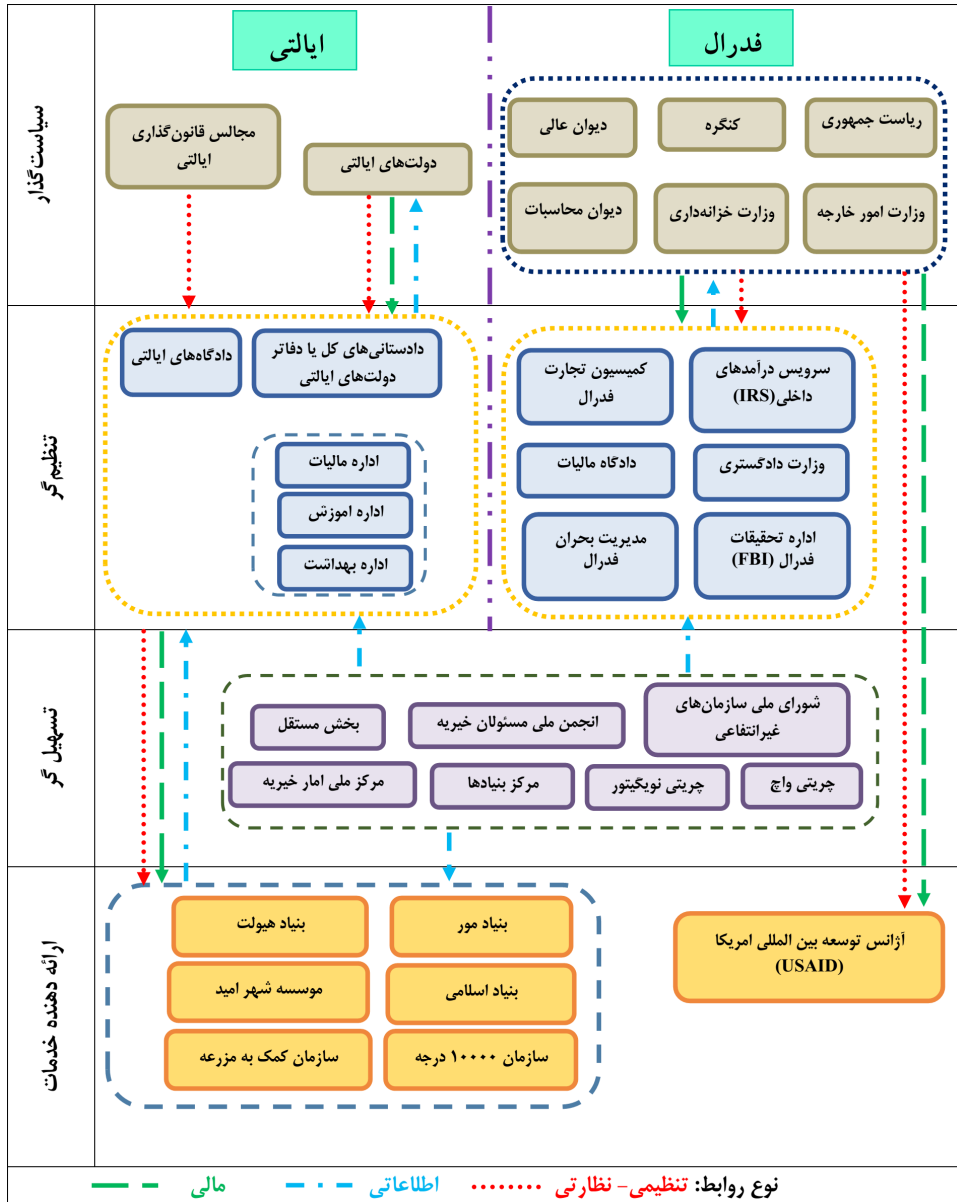 فدرال
ایالتی
سیاست‌گذار
ریاست جمهوری
کنگره
دیوان عالی
وزارت امور خارجه
وزارت خزانه‌داری
دیوان محاسبات
دولت‌های ایالتی
مجالس قانون‌گذاری
ایالتی
تنظیم‌گر
سرویس درآمدهای
داخلی(IRS)
کمیسیون تجارت
فدرال
وزارت دادگستری
دادگاه مالیات
اداره تحقیقات
فدرال (FBI)
مدیریت بحران
فدرال
دادستانی‌های کل یا دفاتر
دولت‌های ایالتی
دادگاه‌های ایالتی
اداره مالیات
اداره اموزش
اداره بهداشت
تسهیل گر
شورای ملی سازمان‌های
غیرانتفاعی
انجمن ملی مسئولان خیریه
بخش مستقل
چریتی واچ
چریتی نویگیتور
مرکز بنیادها
مرکز ملی امار خیریه
ارائه دهنده خدمات
آژانس توسعه بین المللی امریکا
(USAID)
بنیاد مور
بنیاد هیولت
بنیاد اسلامی
موسسه شهر امید
سازمان ۱۰۰۰۰ درجه
سازمان کمک به مزرعه
نوع روابط: تنظیمی- نظارتی اطلاعاتی مالی